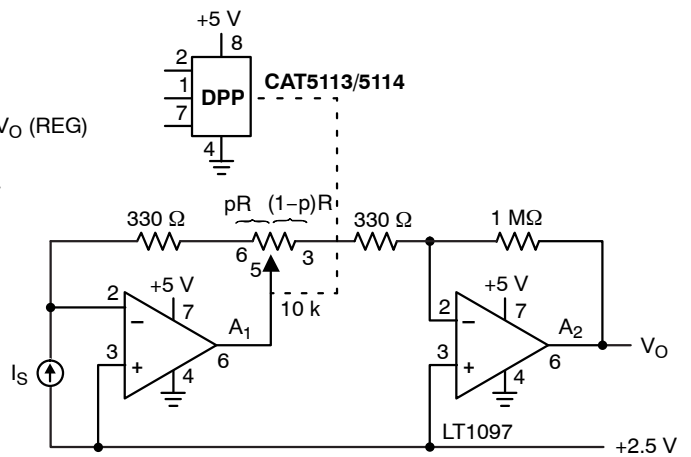 +5 V
8
2
1
7
4
DPP
CAT5113/5114
V_O (REG)
330 Ω
pR
(1−p)R
6
5
3
10 k
330 Ω
1 MΩ
2
3
+5 V
7
4
6
A_1
−
+
I_S
2
3
+5 V
7
4
6
A_2
−
+
V_O
LT1097
+2.5 V